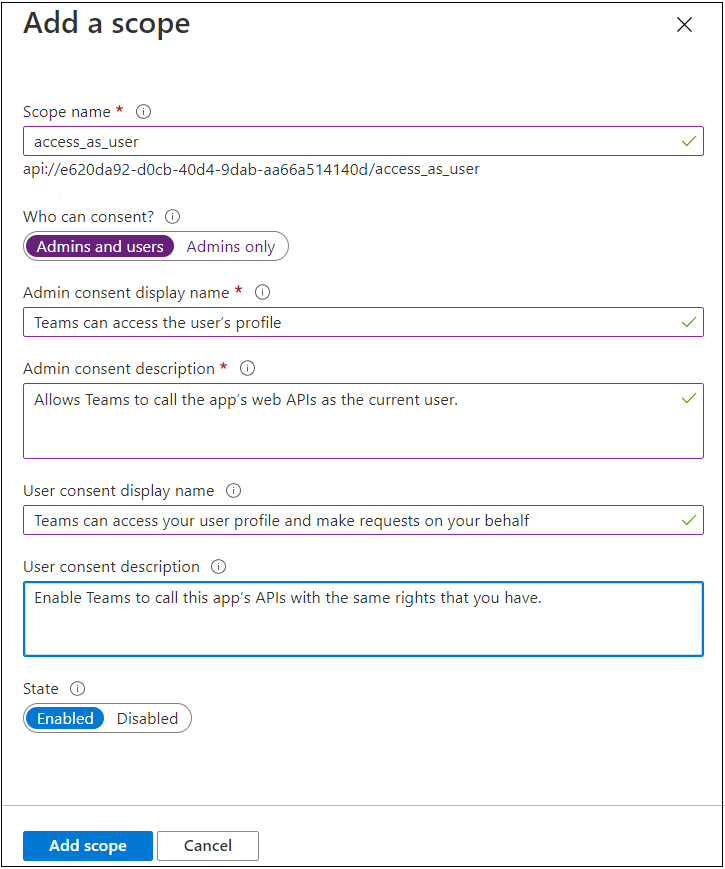 Add a scope
Scope name *
access_as_user
api://e620da92-d0cb-40d4-9dab-aa66a514140d/access_as_user
Who can consent?
Admins and users Admins only
Admin consent display name *
Teams can access the user’s profile
Admin consent description *
Allows Teams to call the app’s web APIs as the current user.
User consent display name
Teams can access your user profile and make requests on your behalf
User consent description
Enable Teams to call this app’s APIs with the same rights that you have.
State
Enabled Disabled
Add scope Cancel